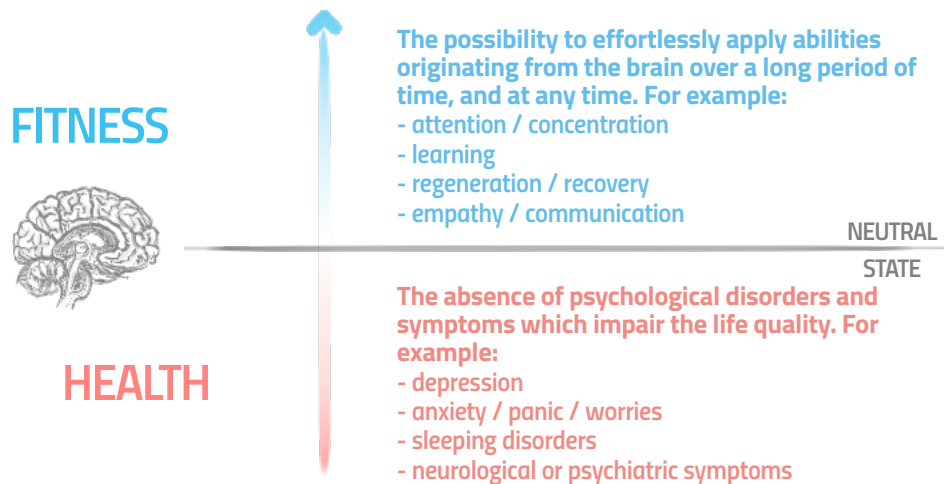 FITNESS
The possibility to effortlessly apply abilities
originating from the brain over a long period of
time, and at any time. For example:
- attention / concentration
- learning
- regeneration / recovery
- empathy / communication
NEUTRAL
STATE
HEALTH
The absence of psychological disorders and
symptoms which impair the life quality. For
example:
- depression
- anxiety / panic / worries
- sleeping disorders
- neurological or psychiatric symptoms